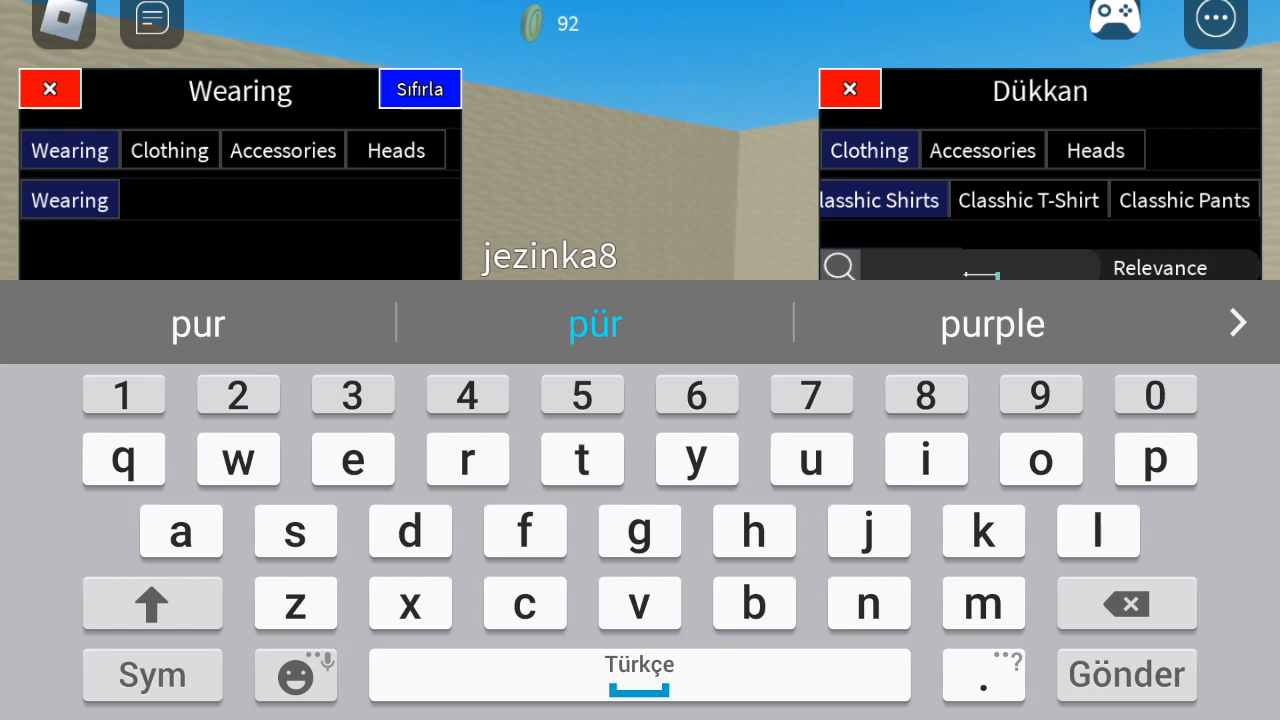 92
Wearing
Sıfırla
Dükkan
Wearing Clothing Accessories Heads
Clothing Accessories Heads
Wearing
lasshic Shirts Classhic T-Shirt Classhic Pants
jezinka8
Relevance
pur pür purple
1 2 3 4 5 6 7 8 9 0
q w e r t y u i o p
a s d f g h j k l
z x c v b n m
Sym Türkçe . ? Gönder